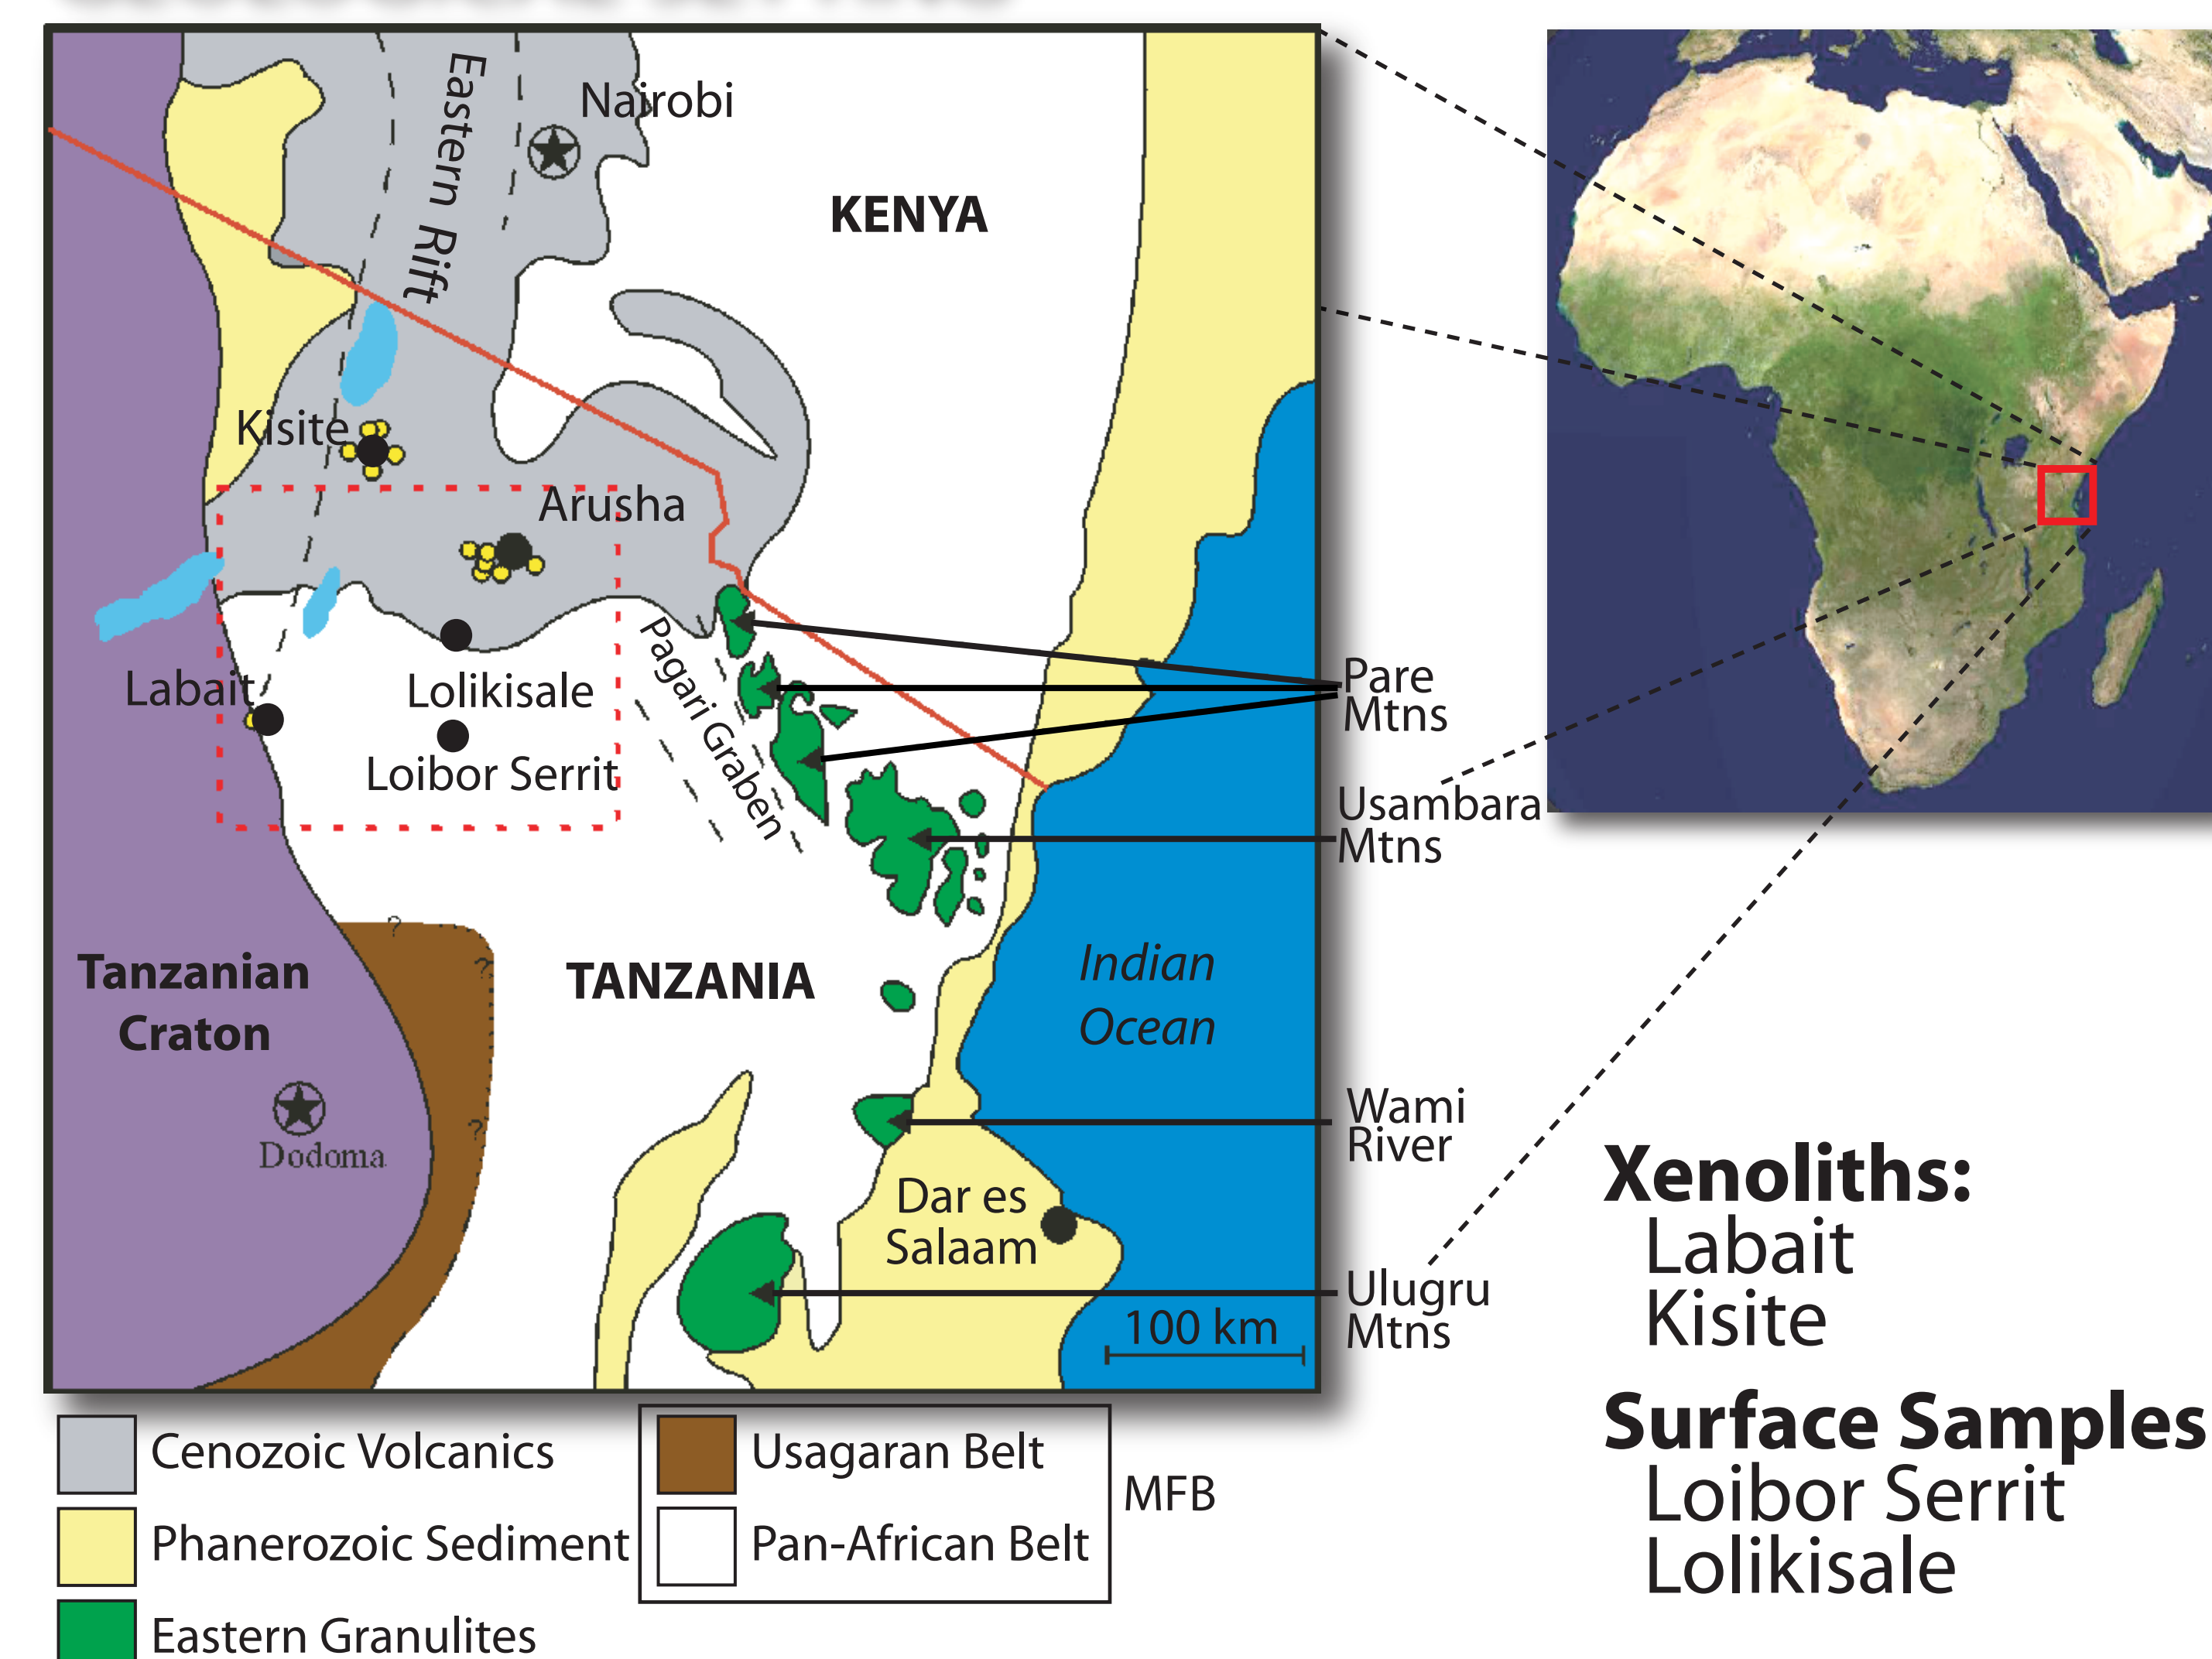 Eastern Rift
Nairobi
KENYA
Kisite
Arusha
Labait
Lolikisale
Loibor Serrit
Pagari Graben
Pare
Mtns
Usambara
Mtns
?
?
?
Tanzanian
Craton
TANZANIA
Indian
Ocean
Dodoma
Wami
River
Dar es
Salaam
Ulugru
Mtns
100 km
Xenoliths:
Labait
Kisite
Surface Samples
Loibor Serrit
Lolikisale
Cenozoic Volcanics
Phanerozoic Sediment
Eastern Granulites
Usagaran Belt
Pan-African Belt
MFB